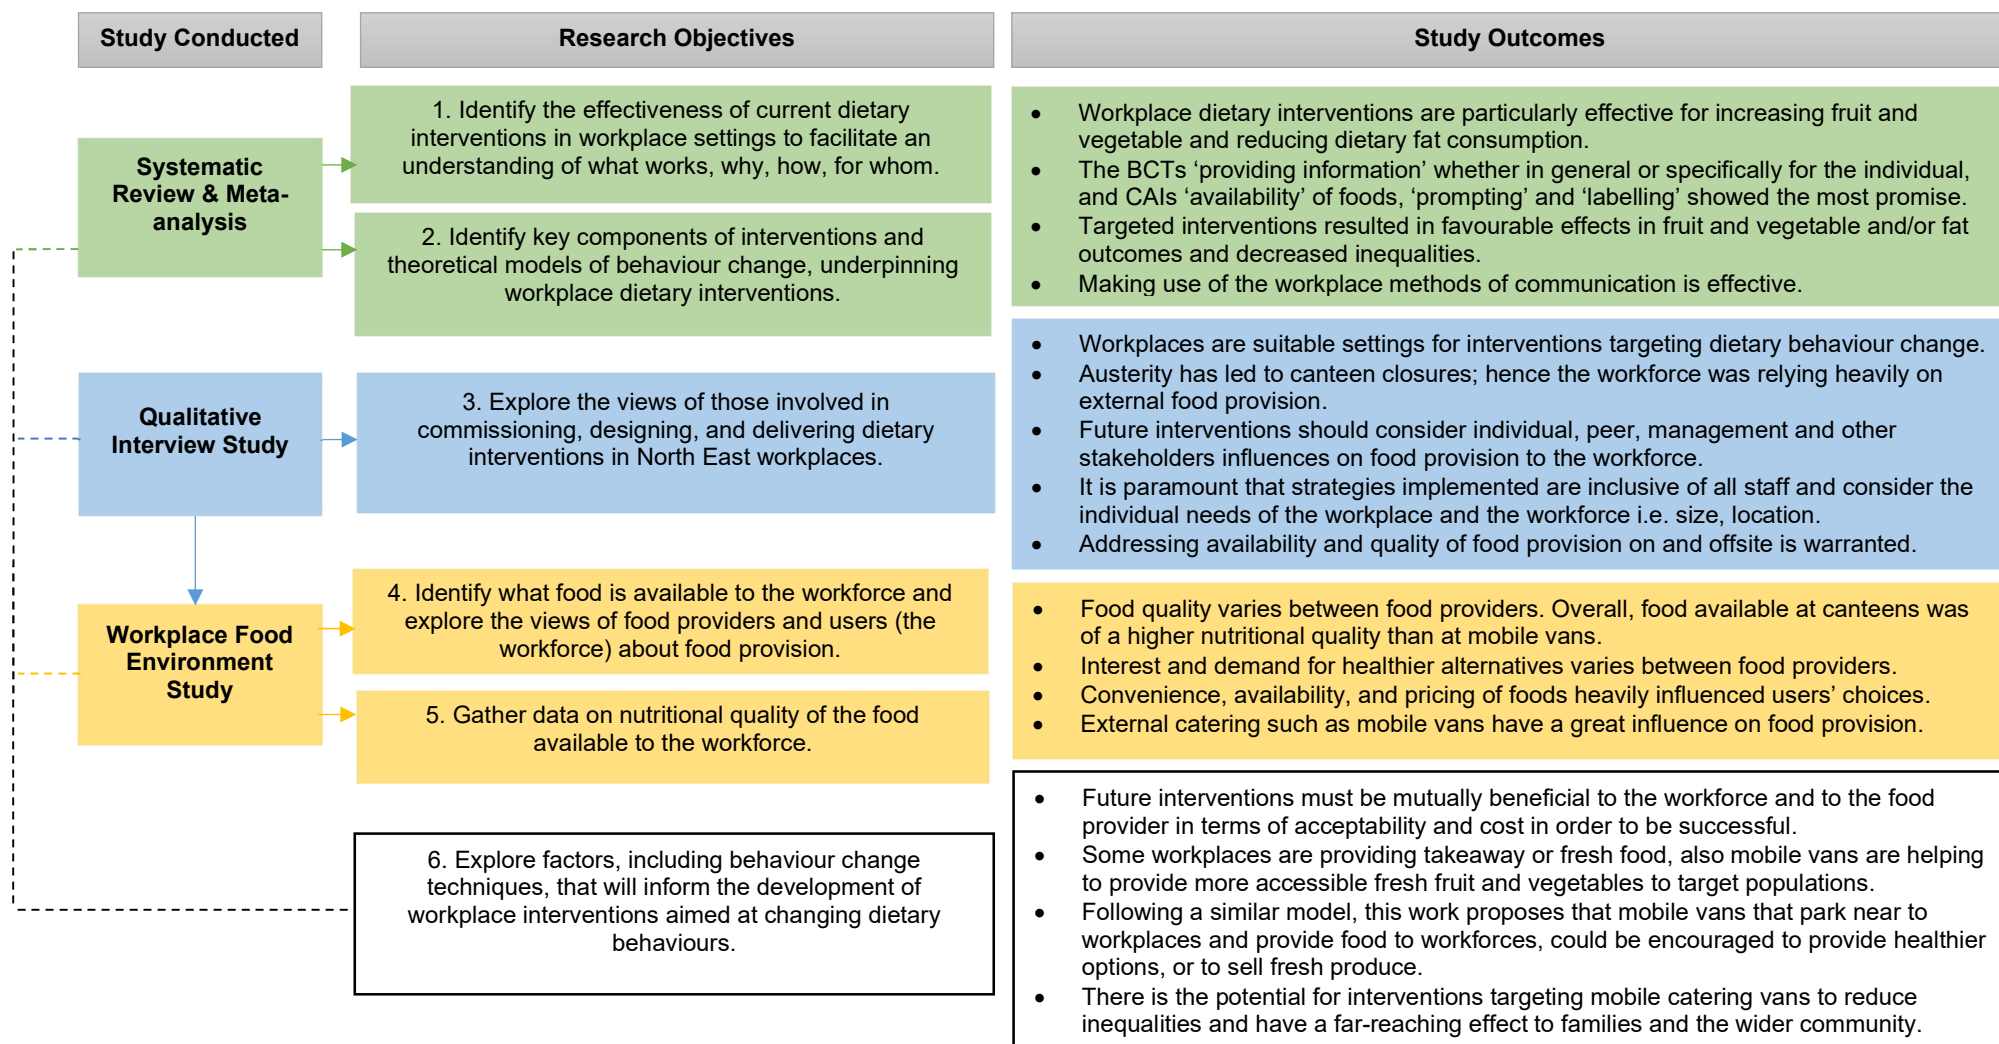 Study Conducted
Research Objectives
Study Outcomes
Systematic
Review & Meta-
analysis
1. Identify the effectiveness of current dietary
interventions in workplace settings to facilitate an
understanding of what works, why, how, for whom.
2. Identify key components of interventions and
theoretical models of behaviour change, underpinning
workplace dietary interventions.
• Workplace dietary interventions are particularly effective for increasing fruit and
vegetable and reducing dietary fat consumption.
• The BCTs ‘providing information’ whether in general or specifically for the individual,
and CAIs ‘availability’ of foods, ‘prompting’ and ‘labelling’ showed the most promise.
• Targeted interventions resulted in favourable effects in fruit and vegetable and/or fat
outcomes and decreased inequalities.
• Making use of the workplace methods of communication is effective.
Qualitative
Interview Study
3. Explore the views of those involved in
commissioning, designing, and delivering dietary
interventions in North East workplaces.
• Workplaces are suitable settings for interventions targeting dietary behaviour change.
• Austerity has led to canteen closures; hence the workforce was relying heavily on
external food provision.
• Future interventions should consider individual, peer, management and other
stakeholders influences on food provision to the workforce.
• It is paramount that strategies implemented are inclusive of all staff and consider the
individual needs of the workplace and the workforce i.e. size, location.
• Addressing availability and quality of food provision on and offsite is warranted.
Workplace Food
Environment
Study
4. Identify what food is available to the workforce and
explore the views of food providers and users (the
workforce) about food provision.
5. Gather data on nutritional quality of the food
available to the workforce.
• Food quality varies between food providers. Overall, food available at canteens was
of a higher nutritional quality than at mobile vans.
• Interest and demand for healthier alternatives varies between food providers.
• Convenience, availability, and pricing of foods heavily influenced users’ choices.
• External catering such as mobile vans have a great influence on food provision.
6. Explore factors, including behaviour change
techniques, that will inform the development of
workplace interventions aimed at changing dietary
behaviours.
• Future interventions must be mutually beneficial to the workforce and to the food
provider in terms of acceptability and cost in order to be successful.
• Some workplaces are providing takeaway or fresh food, also mobile vans are helping
to provide more accessible fresh fruit and vegetables to target populations.
• Following a similar model, this work proposes that mobile vans that park near to
workplaces and provide food to workforces, could be encouraged to provide healthier
options, or to sell fresh produce.
• There is the potential for interventions targeting mobile catering vans to reduce
inequalities and have a far-reaching effect to families and the wider community.